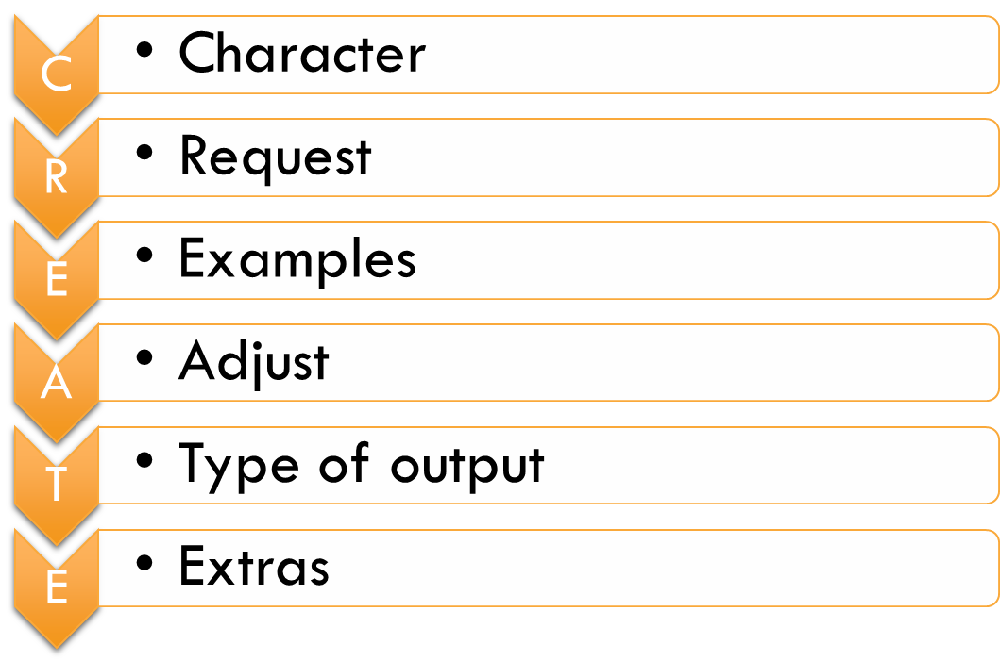 C
• Character
R
• Request
E
• Examples
A
• Adjust
T
• Type of output
E
• Extras